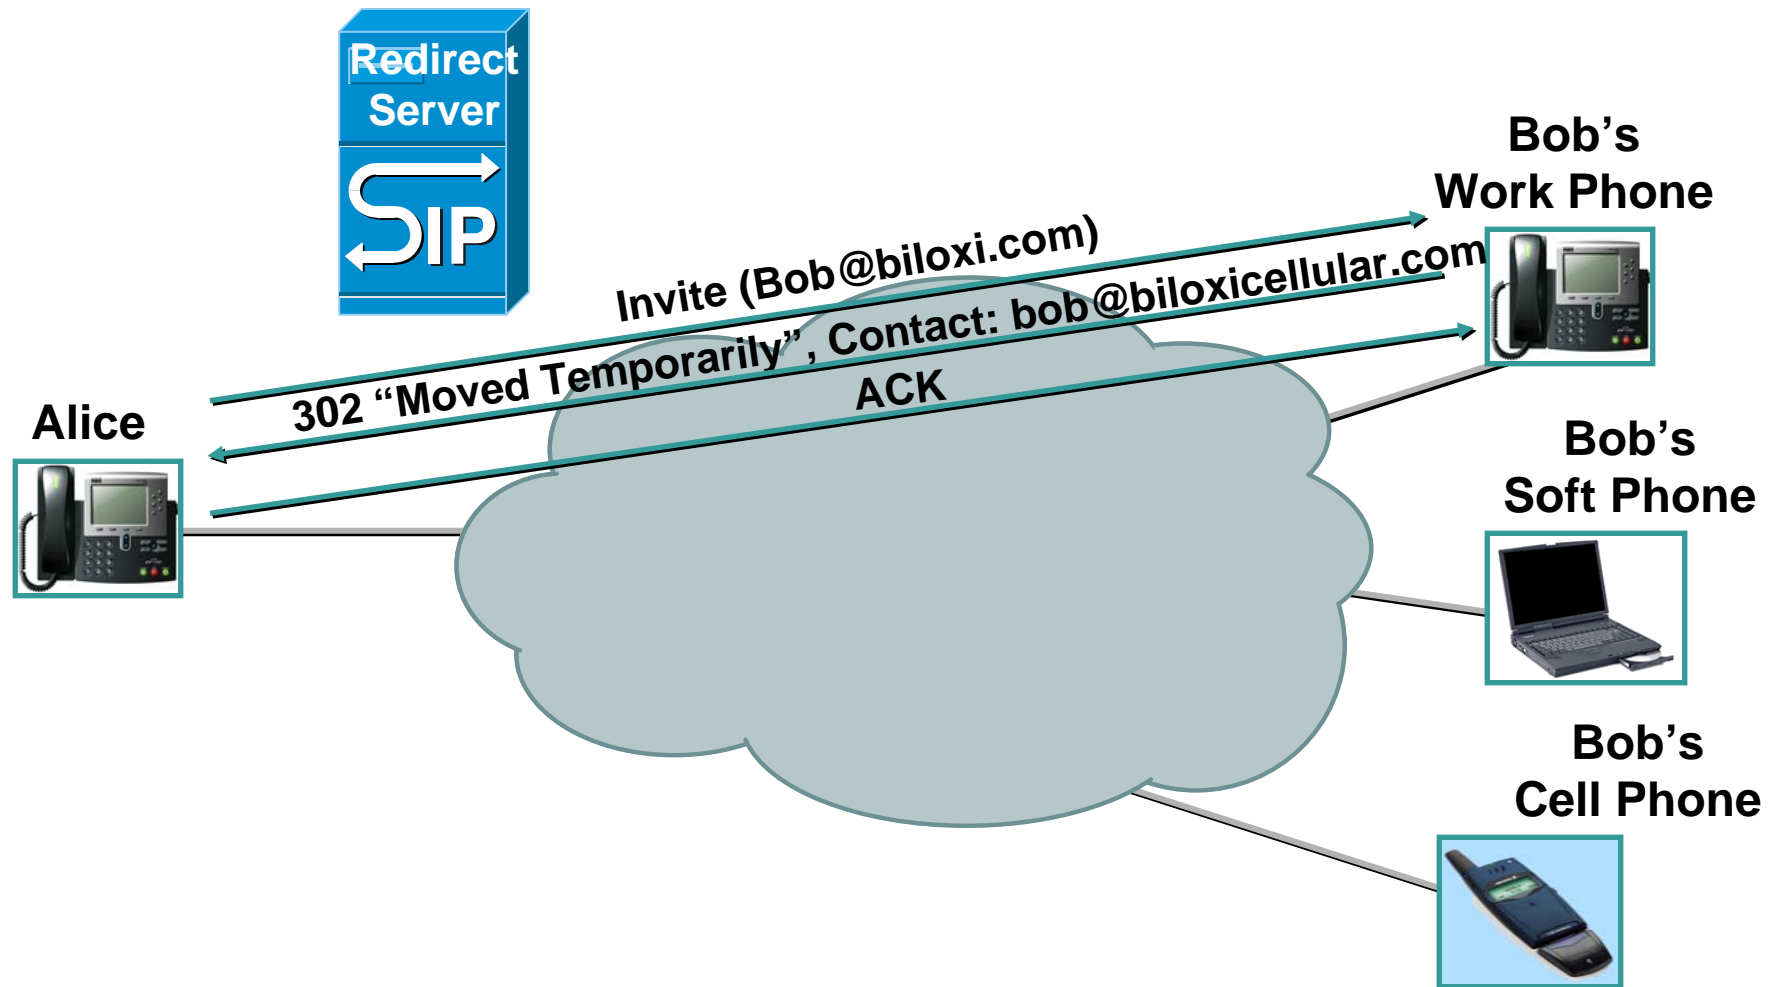 Redirect
Server
SIP
Bob’s
Work Phone
Invite (Bob@biloxi.com)
302 “Moved Temporarily”, Contact: bob@biloxicellular.com
ACK
Alice
Bob’s
Soft Phone
Bob’s
Cell Phone